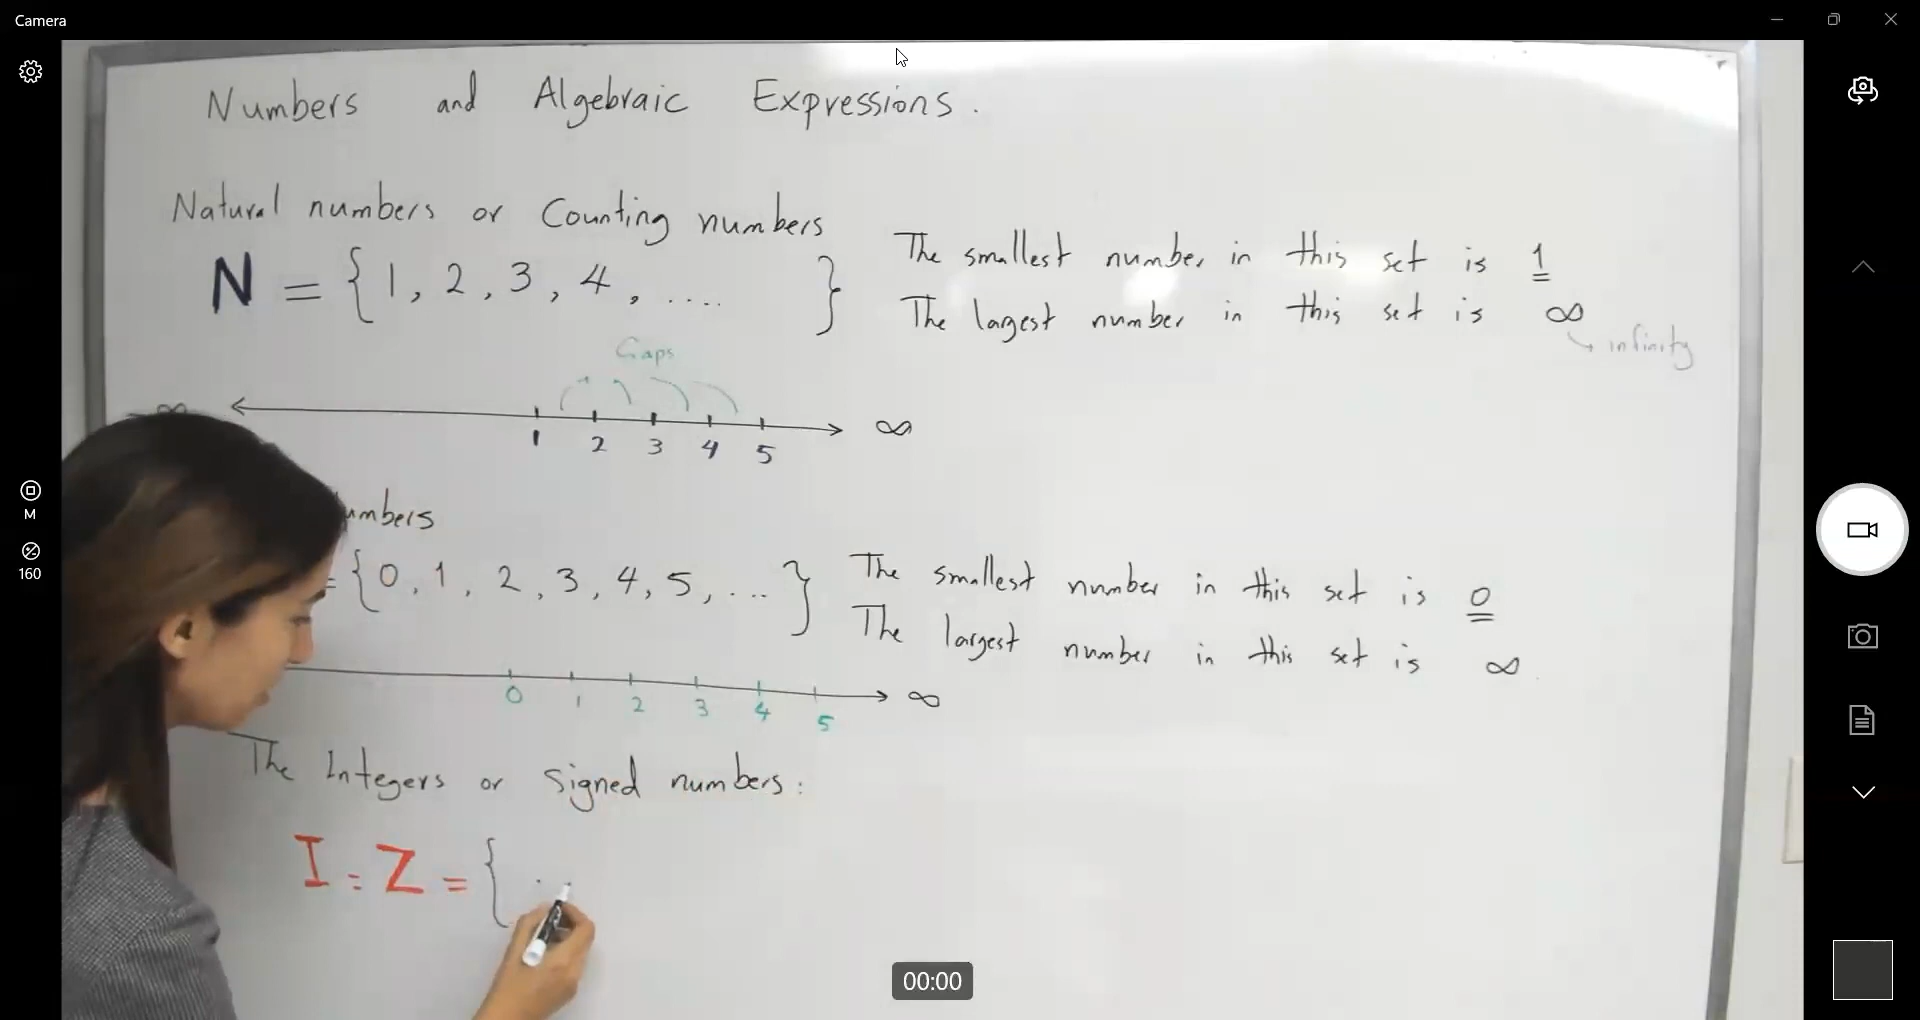 Camera
Numbers and Algebraic Expressions.
Natural numbers or Counting numbers
N = {1, 2, 3, 4, .... }
The smallest number in this set is 1
The largest number in this set is ∞
infinity
Gaps
∞
1 2 3 4 5
umbers
= {0, 1, 2, 3, 4, 5, ... }
The smallest number in this set is 0
The largest number in this set is ∞
0 1 2 3 4 5 ∞
The Integers or Signed numbers:
I = Z = { ..
M
160
00:00